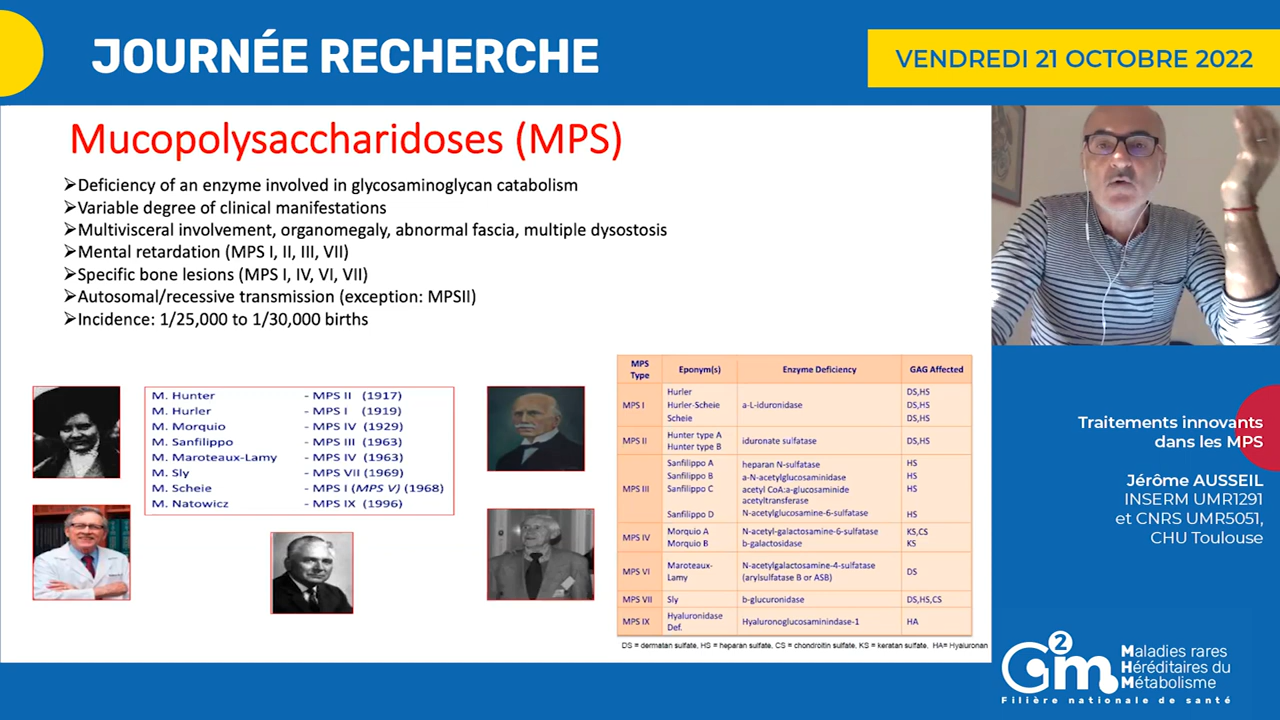 JOURNÉE RECHERCHE
VENDREDI 21 OCTOBRE 2022
Mucopolysaccharidoses (MPS)
➢Deficiency of an enzyme involved in glycosaminoglycan catabolism
➢Variable degree of clinical manifestations
➢Multivisceral involvement, organomegaly, abnormal fascia, multiple dysostosis
➢Mental retardation (MPS I, II, III, VII)
➢Specific bone lesions (MPS I, IV, VI, VII)
➢Autosomal/recessive transmission (exception: MPSII)
➢Incidence: 1/25,000 to 1/30,000 births
M. Hunter - MPS II (1917)
M. Hurler - MPS I (1919)
M. Morquio - MPS IV (1929)
M. Sanfilippo - MPS III (1963)
M. Maroteaux-Lamy - MPS IV (1963)
M. Sly - MPS VII (1969)
M. Scheie - MPS I (MPS V) (1968)
M. Natowicz - MPS IX (1996)
MPS Type Eponym(s) Enzyme Deficiency GAG Affected
MPS I Hurler a-L-iduronidase DS,HS
Hurler-Scheie DS,HS
Scheie DS,HS
MPS II Hunter type A iduronate sulfatase DS,HS
Hunter type B
MPS III Sanfilippo A heparan N-sulfatase HS
Sanfilippo B a-N-acetylglucosaminidase HS
Sanfilippo C acetyl CoA:a-glucosaminide acetyltransferase HS
Sanfilippo D N-acetylglucosamine-6-sulfatase HS
MPS IV Morquio A N-acetyl-galactosamine-6-sulfatase KS,CS
Morquio B b-galactosidase KS
MPS VI Maroteaux-Lamy N-acetylgalactosamine-4-sulfatase (arylsulfatase B or ASB) DS
MPS VII Sly b-glucuronidase DS,HS,CS
MPS IX Hyaluronidase Def. Hyaluronoglucosaminindase-1 HA
DS = dermatan sulfate, HS = heparan sulfate, CS = chondroitin sulfate, KS = keratan sulfate, HA= Hyaluronan
Traitements innovants
dans les MPS
Jérôme AUSSEIL
INSERM UMR1291
et CNRS UMR5051,
CHU Toulouse
G2m
Maladies rares
Héréditaires du
Métabolisme
Filière nationale de santé